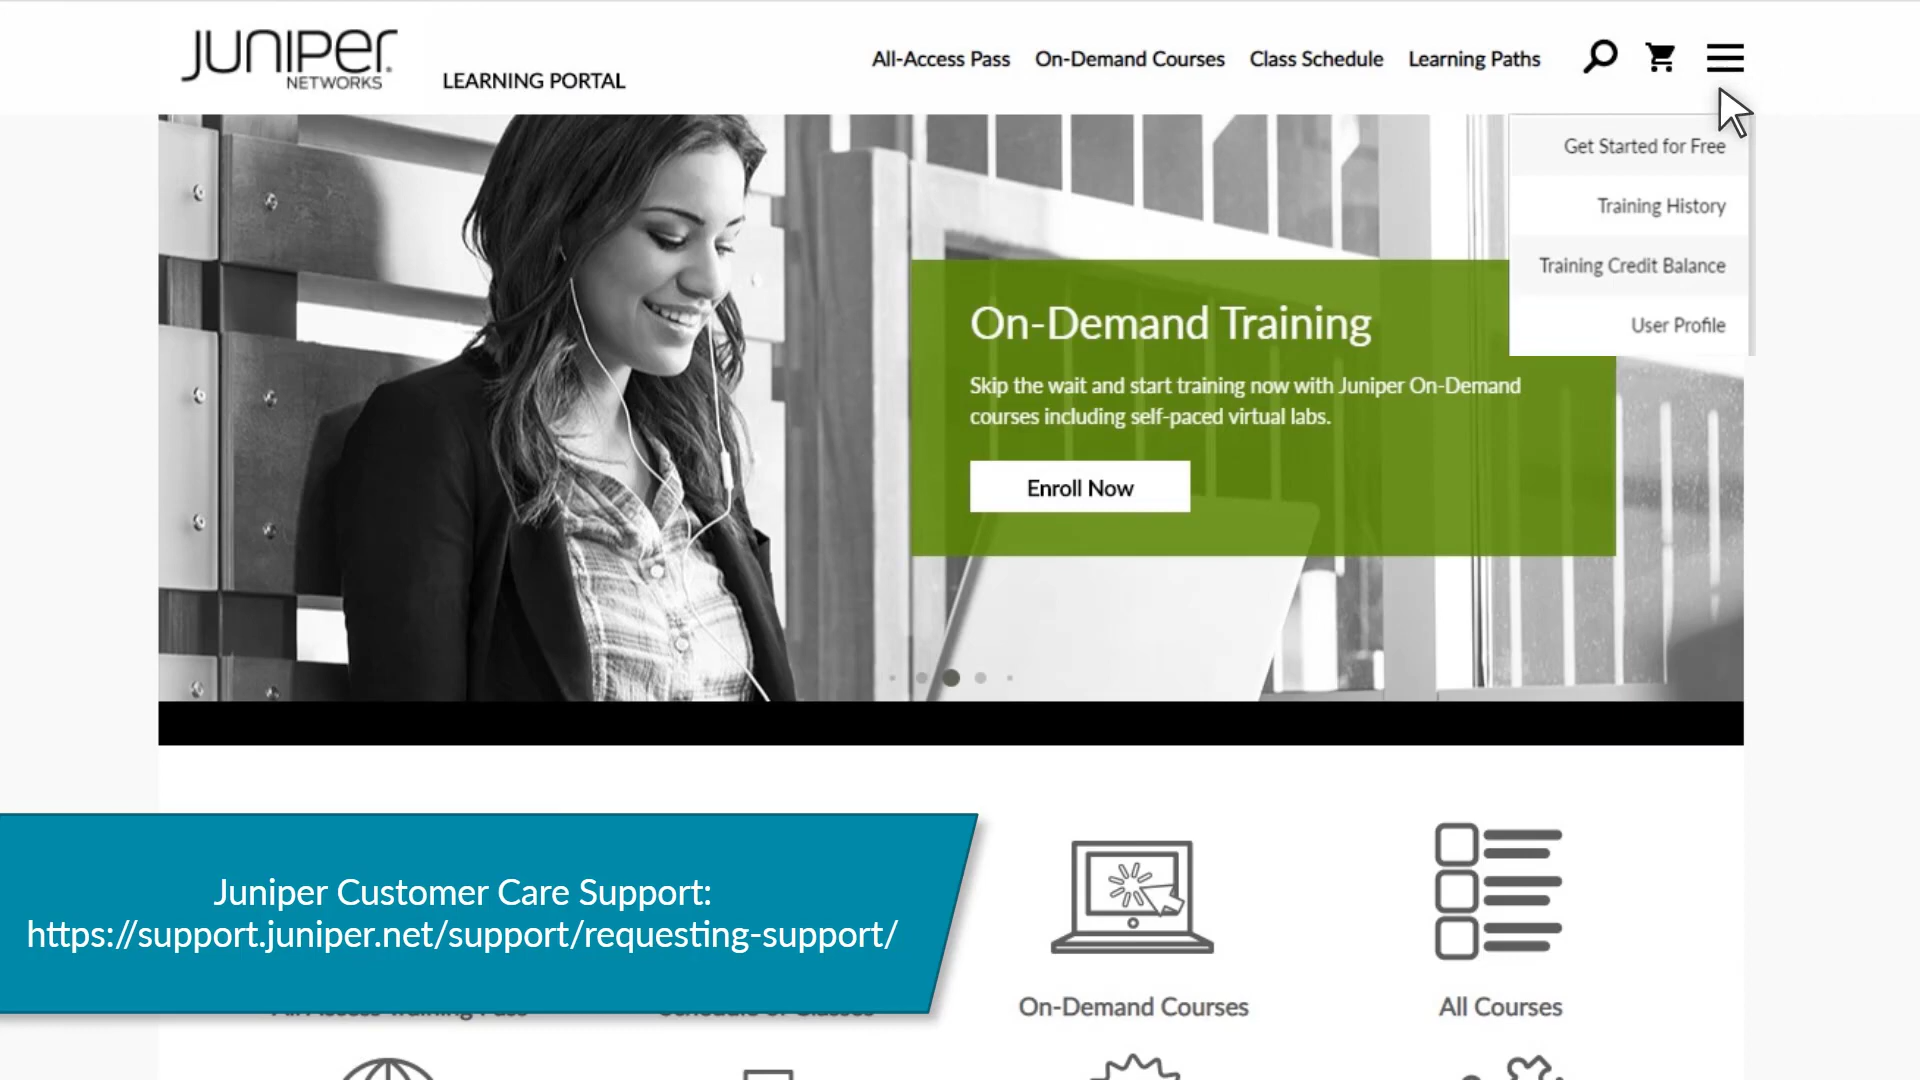 JUNIPER
NETWORKS
LEARNING PORTAL
All-Access Pass
On-Demand Courses
Class Schedule
Learning Paths
Get Started for Free
Training History
Training Credit Balance
User Profile
On-Demand Training
Skip the wait and start training now with Juniper On-Demand
courses including self-paced virtual labs.
Enroll Now
Juniper Customer Care Support:
https://support.juniper.net/support/requesting-support/
On-Demand Courses
All Courses